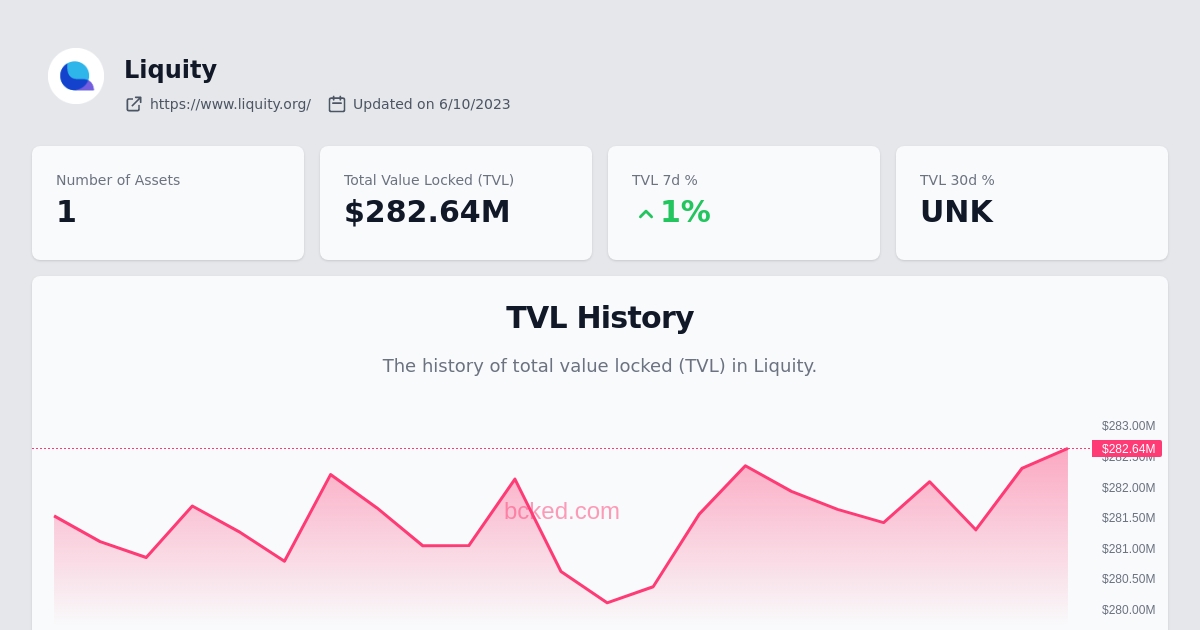 Liquity
https://www.liquity.org/ Updated on 6/10/2023
Number of Assets
1
Total Value Locked (TVL)
$282.64M
TVL 7d %
1%
TVL 30d %
UNK
TVL History
The history of total value locked (TVL) in Liquity.
$283.00M
$282.64M
$282.50M
$282.00M
bcked.com
$281.50M
$281.00M
$280.50M
$280.00M